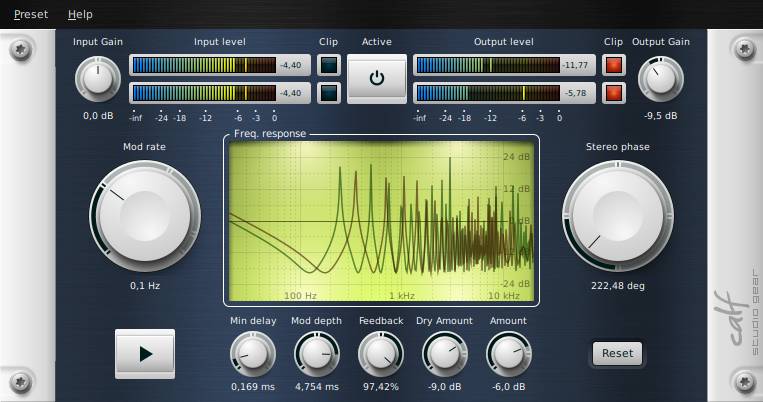 Preset Help
Input Gain Input level Clip Active Output level Clip Output Gain
-4,40 -11,77
-4,40 -5,78
0,0 dB -inf -24 -18 -12 -6 -3 0 -inf -24 -18 -12 -6 -3 0 -9,5 dB
Freq. response
Mod rate Stereo phase
24 dB
12 dB
dB
-24 dB
100 Hz 1 kHz 10 kHz
0,1 Hz 222,48 deg
calf
studio gear
Min delay Mod depth Feedback Dry Amount Amount
Reset
0,169 ms 4,754 ms 97,42% -9,0 dB -6,0 dB